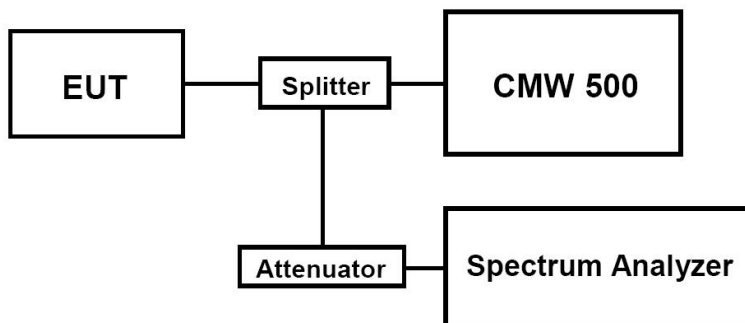 EUT
Splitter
CMW 500
Attenuator
Spectrum Analyzer